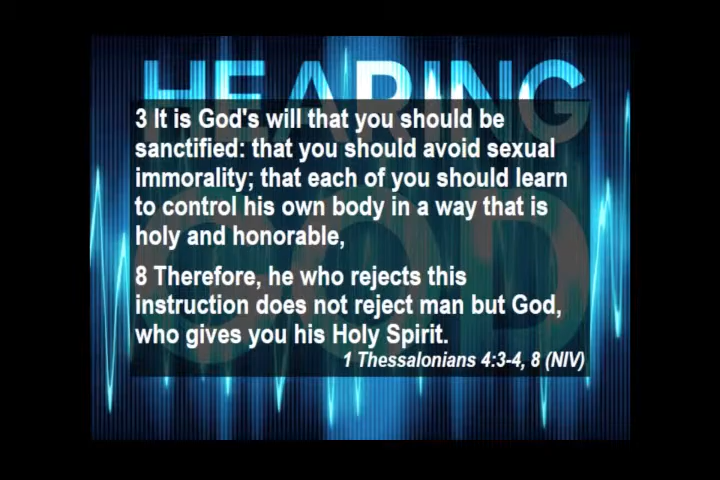 HEARING
GOD
3 It is God's will that you should be
sanctified: that you should avoid sexual
immorality; that each of you should learn
to control his own body in a way that is
holy and honorable,
8 Therefore, he who rejects this
instruction does not reject man but God,
who gives you his Holy Spirit.
1 Thessalonians 4:3-4, 8 (NIV)